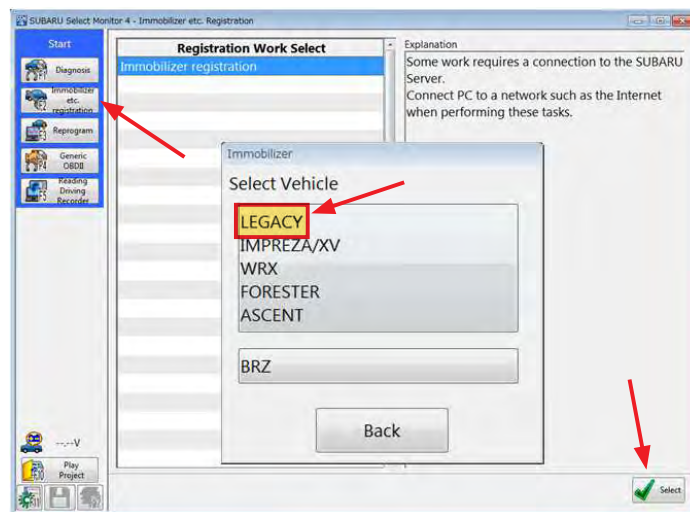 SUBARU Select Monitor 4 - Immobilizer etc. Registration
Start
Diagnosis
Immobilizer
etc.
registration
Reprogram
Generic
OBDII
Reading
Driving
Recorder
--.--V
Play
Project
Registration Work Select
Immobilizer registration
Explanation
Some work requires a connection to the SUBARU
Server.
Connect PC to a network such as the Internet
when performing these tasks.
Immobilizer
Select Vehicle
LEGACY
IMPREZA/XV
WRX
FORESTER
ASCENT
BRZ
Back
Select